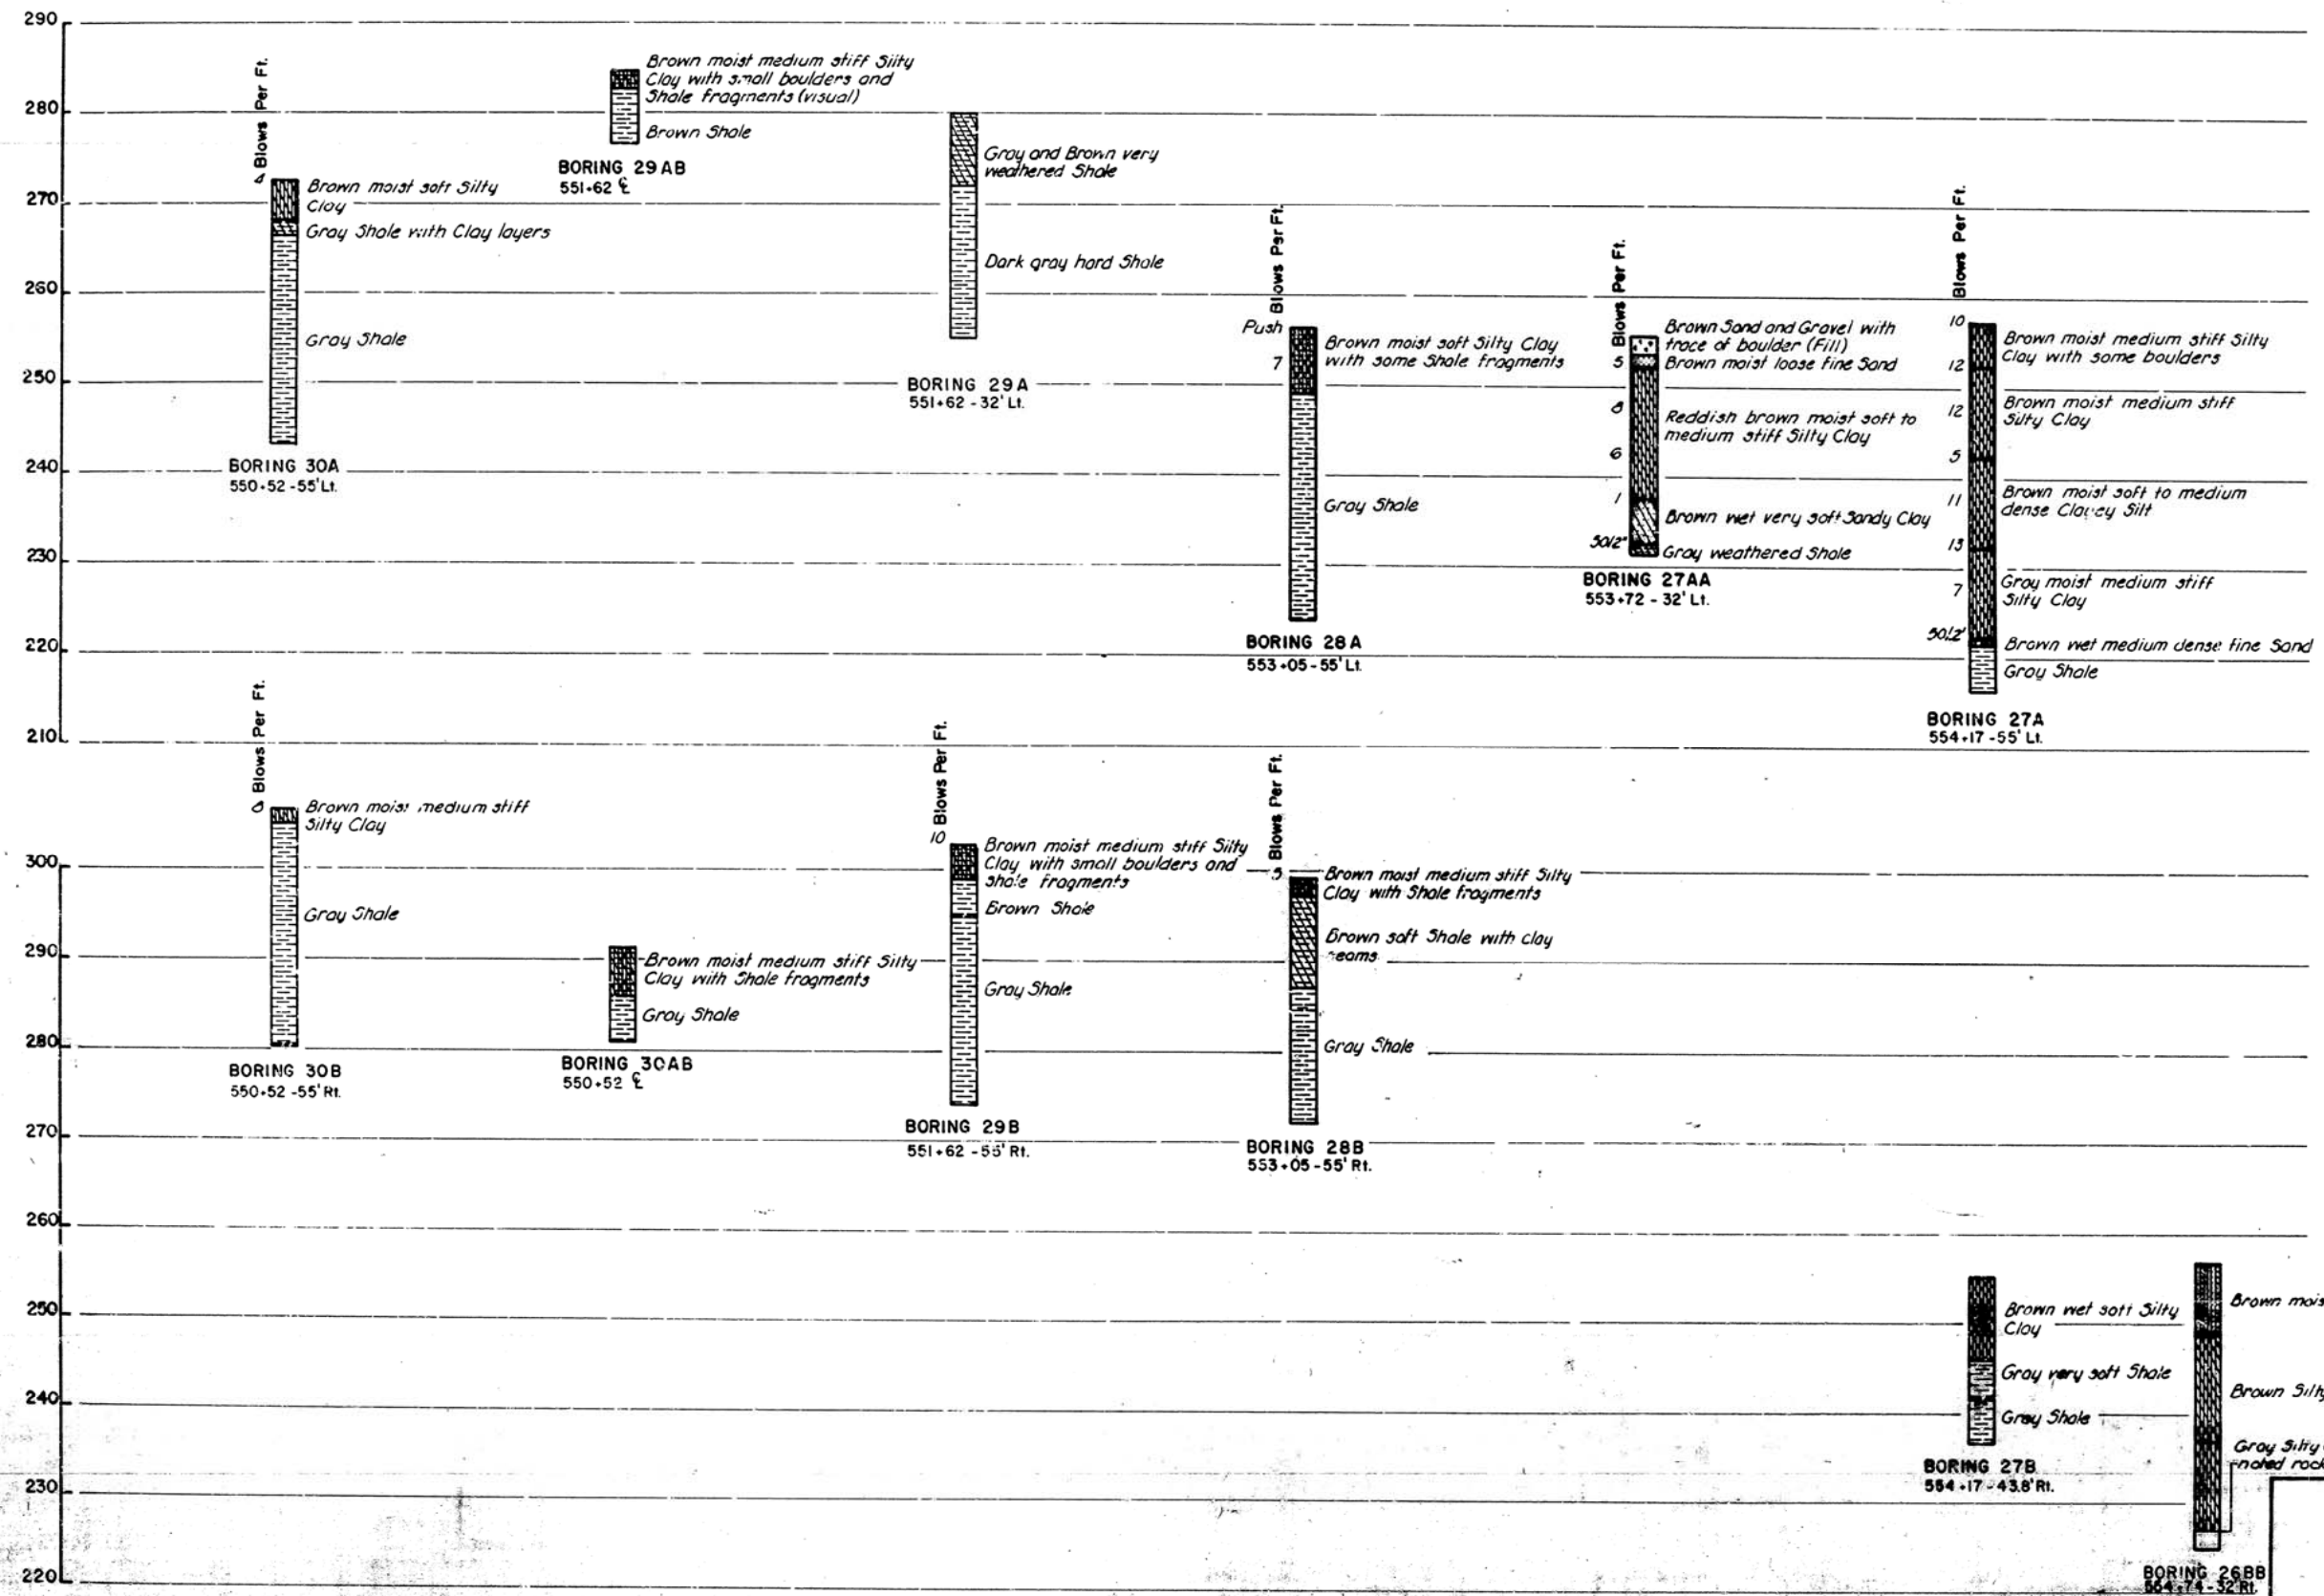 290
280
270
260
250
240
230
220
210
4 Blows Per Ft.
Brown moist soft Silty
Clay
Gray Shale with Clay layers
Gray Shale
BORING 30A
550+52 -55' Lt.
Brown moist medium stiff Silty
Clay with small boulders and
Shale fragments (visual)
Brown Shale
BORING 29AB
551+62 ℄
Gray and Brown very
weathered Shale
Dark gray hard Shale
BORING 29A
551+62 - 32' Lt.
Blows Per Ft.
Push
7
Brown moist soft Silty Clay
with some Shale fragments
Gray Shale
BORING 28A
553+05 - 55' Lt.
Blows Per Ft.
5
8
6
1
50/2"
Brown Sand and Gravel with
trace of boulder (Fill)
Brown moist loose fine Sand
Reddish brown moist soft to
medium stiff Silty Clay
Brown wet very soft Sandy Clay
Gray weathered Shale
BORING 27AA
553+72 - 32' Lt.
Blows Per Ft.
10
12
12
5
11
13
7
50/.2'
Brown moist medium stiff Silty
Clay with some boulders
Brown moist medium stiff
Silty Clay
Brown moist soft to medium
dense Clayey Silt
Gray moist medium stiff
Silty Clay
Brown wet medium dense fine Sand
Gray Shale
BORING 27A
554+17 -55' Lt.
300
290
280
270
260
250
240
230
220
Blows Per Ft.
Brown moist medium stiff
Silty Clay
Gray Shale
BORING 30B
550+52 -55' Rt.
Brown moist medium stiff Silty
Clay with Shale fragments
Gray Shale
BORING 30AB
550+52 ℄
Blows Per Ft.
10
Brown moist medium stiff Silty
Clay with small boulders and
shale fragments
Brown Shale
Gray Shale
BORING 29B
551+62 -55' Rt.
5 Blows Per Ft.
Brown moist medium stiff Silty
Clay with Shale fragments
Brown soft Shale with clay
seams
Gray Shale
BORING 28B
553+05 -55' Rt.
Brown wet soft Silty
Clay
Gray very soft Shale
Gray Shale
BORING 27B
554+17 - 43.8' Rt.
Brown mois
Brown Silty
Gray Silty
noted rock
BORING 26BB
554+74 - 32' Rt.